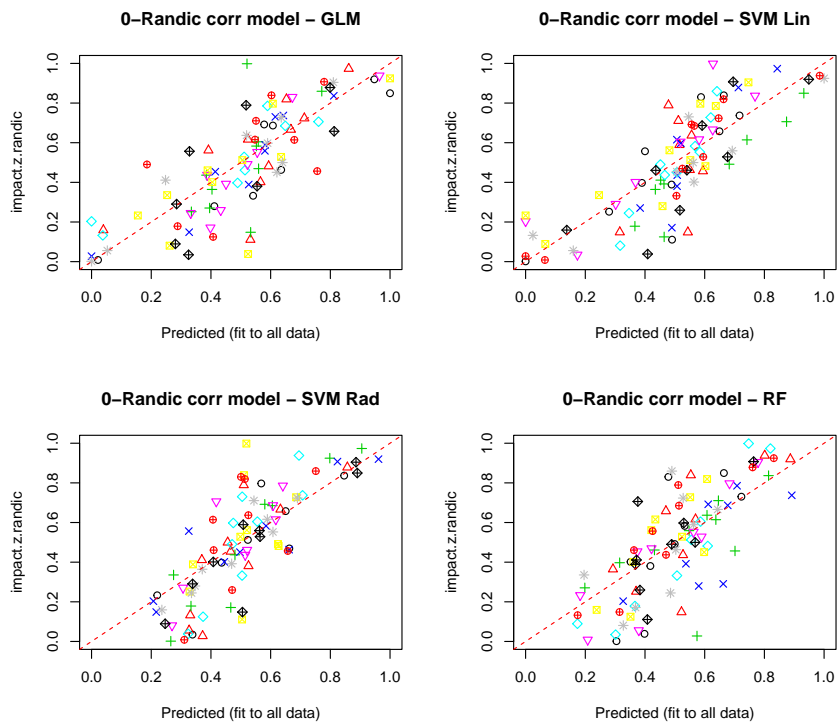 0−Randic corr model − GLM
impact.z.randic
1.0
0.8
0.6
0.4
0.2
0.0
0.0 0.2 0.4 0.6 0.8 1.0
Predicted (fit to all data)
0−Randic corr model − SVM Lin
impact.z.randic
1.0
0.8
0.6
0.4
0.2
0.0
0.0 0.2 0.4 0.6 0.8 1.0
Predicted (fit to all data)
0−Randic corr model − SVM Rad
impact.z.randic
1.0
0.8
0.6
0.4
0.2
0.0
0.0 0.2 0.4 0.6 0.8 1.0
Predicted (fit to all data)
0−Randic corr model − RF
impact.z.randic
1.0
0.8
0.6
0.4
0.2
0.0
0.0 0.2 0.4 0.6 0.8 1.0
Predicted (fit to all data)